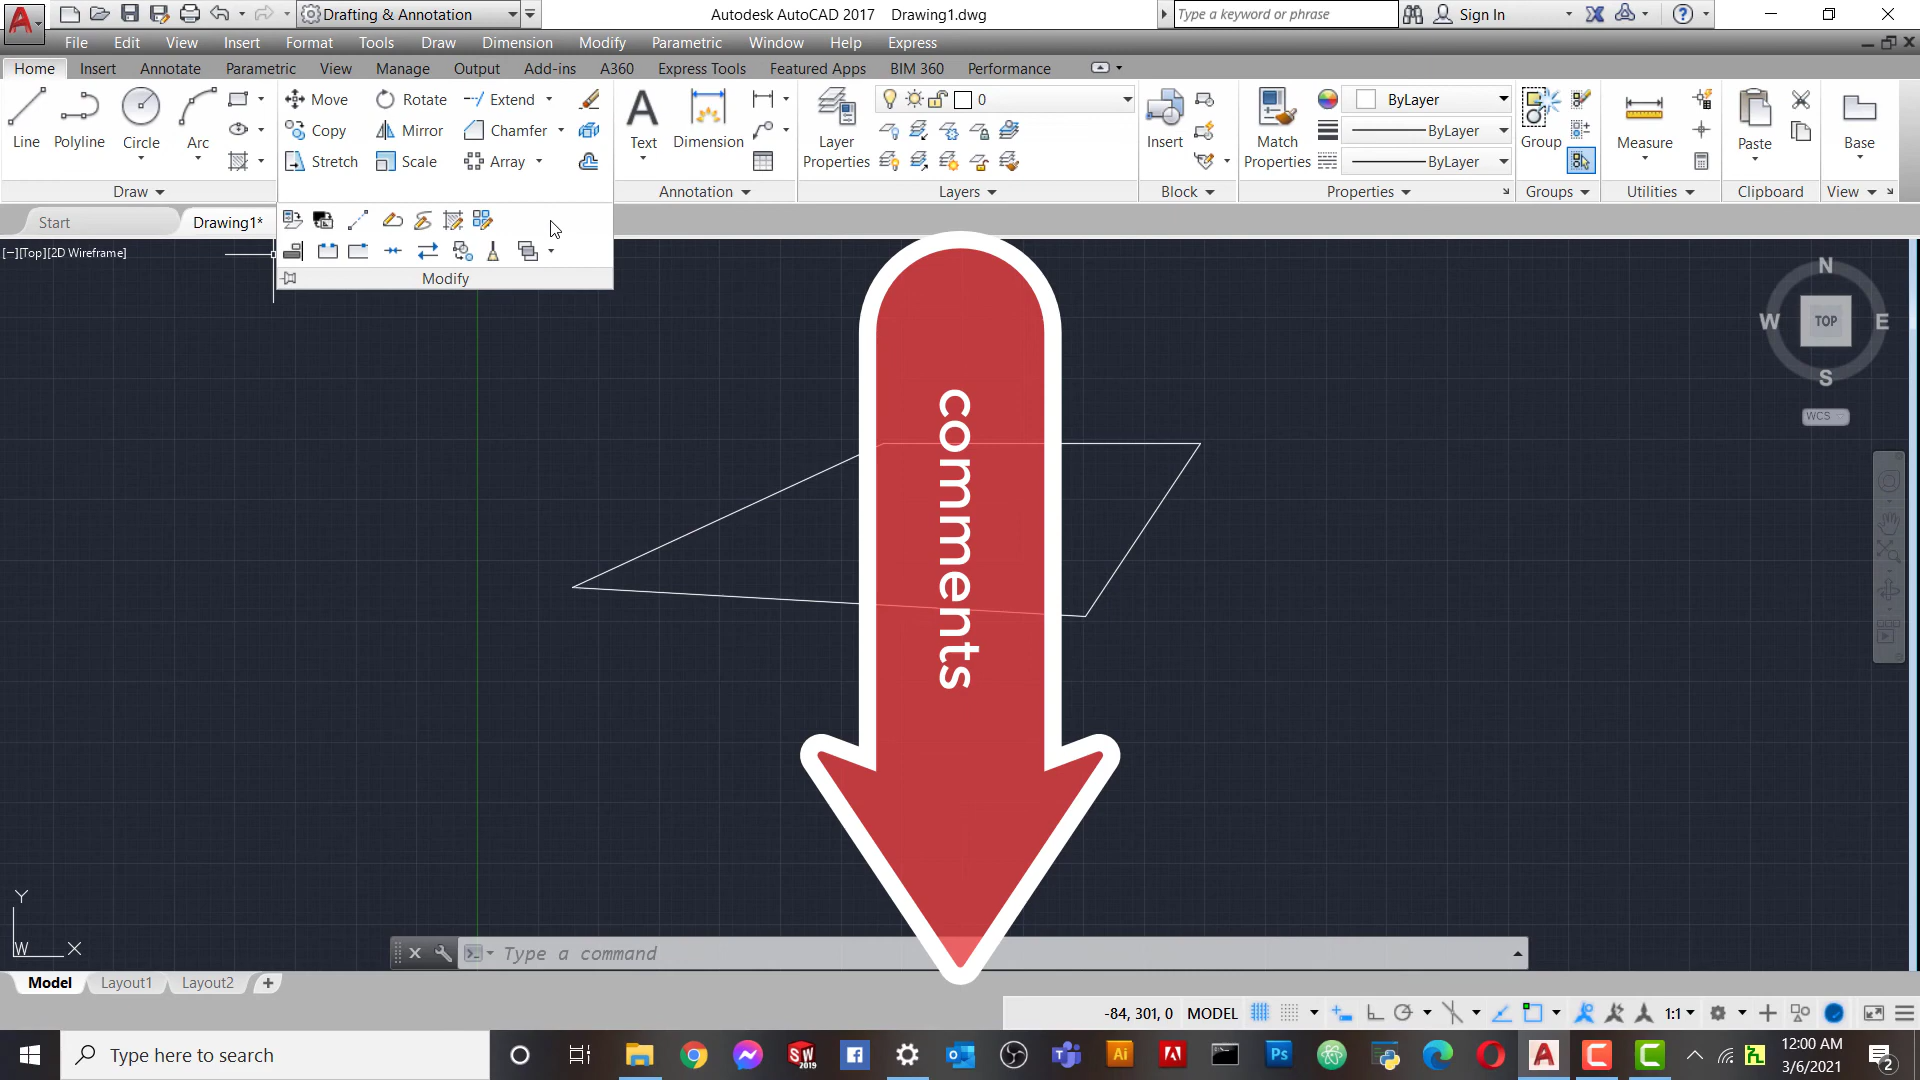 Drafting & Annotation
Autodesk AutoCAD 2017 Drawing1.dwg
Type a keyword or phrase
Sign In
File Edit View Insert Format Tools Draw Dimension Modify Parametric Window Help Express
Home Insert Annotate Parametric View Manage Output Add-ins A360 Express Tools Featured Apps BIM 360 Performance
Line
Polyline
Circle
Arc
Draw
Move
Rotate
Extend
Copy
Mirror
Chamfer
Stretch
Scale
Array
Modify
Text
Dimension
Annotation
Layer
Properties
0
Layers
Insert
Block
Match
Properties
ByLayer
ByLayer
ByLayer
Properties
Group
Groups
Measure
Utilities
Paste
Clipboard
Base
View
Start
Drawing1*
[−][Top][2D Wireframe]
N
W
TOP
E
S
WCS
comments
Y
W
X
Type a command
Model
Layout1
Layout2
-84, 301, 0
MODEL
1:1
Type here to search
SW
2019
Ai
Ps
12:00 AM
3/6/2021
2